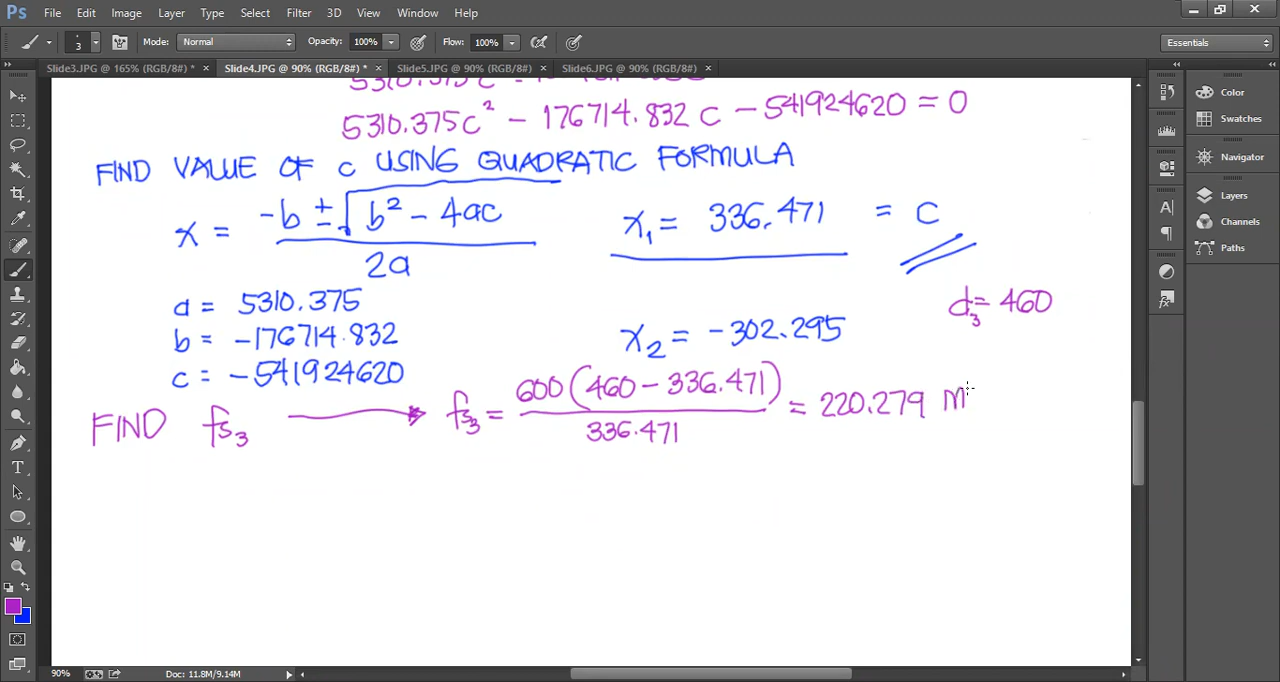 Ps File Edit Image Layer Type Select Filter 3D View Window Help
3 Mode: Normal Opacity: 100% Flow: 100% Essentials
Slide3.JPG @ 165% (RGB/8#) * × Slide4.JPG @ 90% (RGB/8#) * × Slide5.JPG @ 90% (RGB/8#) × Slide6.JPG @ 90% (RGB/8#) ×
5310.375c² − 176714.832 c − 541924620 = 0
FIND VALUE OF c USING QUADRATIC FORMULA
x = -b ± √b² − 4ac / 2a
x₁ = 336.471 = c
a = 5310.375
d₃ = 460
b = −176714.832
x₂ = −302.295
c = −541924620
FIND fs₃ → fs₃ = 600(460 − 336.471) / 336.471 = 220.279 M
Color
Swatches
Navigator
Layers
Channels
Paths
90% Doc: 11.8M/9.14M